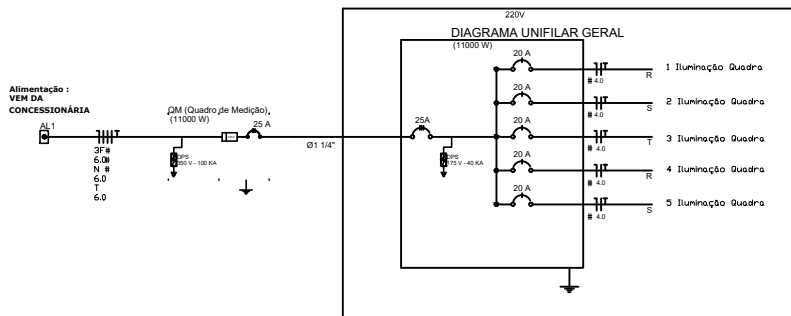 220V
DIAGRAMA UNIFILAR GERAL
(11000 W)
Alimentação :
VEM DA
CONCESSIONÁRIA
AL1
3F#
6.0#
N #
6.0
T
6.0
QM (Quadro de Medição)
(11000 W)
25 A
DPS
350 V - 100 KA
Ø1 1/4"
25A
DPS
175 V - 40 KA
20 A
# 4.0
R
1 Iluminação Quadra
20 A
# 4.0
S
2 Iluminação Quadra
20 A
# 4.0
T
3 Iluminação Quadra
20 A
# 4.0
R
4 Iluminação Quadra
20 A
# 4.0
S
5 Iluminação Quadra